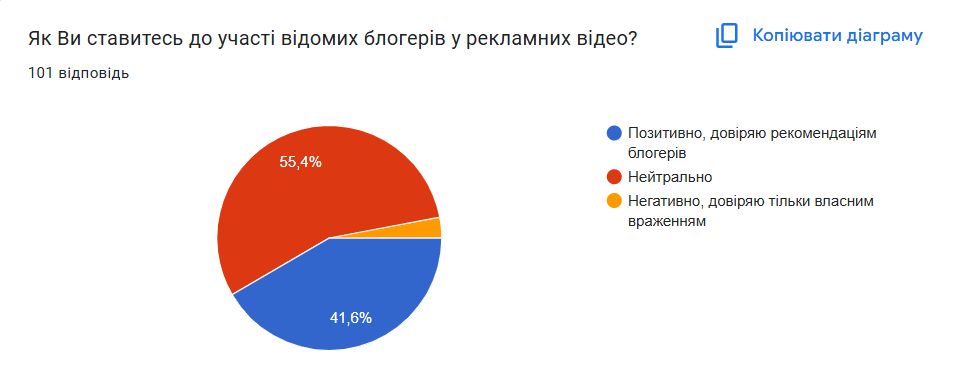 Як Ви ставитесь до участі відомих блогерів у рекламних відео?
Копіювати діаграму
101 відповідь
55,4%
41,6%
Позитивно, довіряю рекомендаціям
блогерів
Нейтрально
Негативно, довіряю тільки власним
враженням